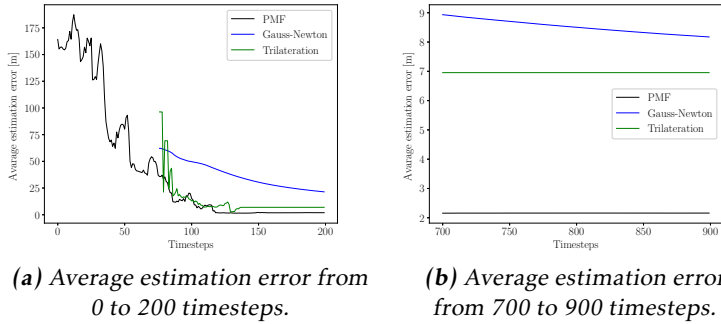 Avarage estimation error [m]
175
150
125
100
75
50
25
0
PMF
Gauss-Newton
Trilateration
0
50
100
150
200
Timesteps
(a) Average estimation error from
0 to 200 timesteps.
Avarage estimation error [m]
9
8
7
6
5
4
3
2
PMF
Gauss-Newton
Trilateration
700
750
800
850
900
Timesteps
(b) Average estimation error
from 700 to 900 timesteps.